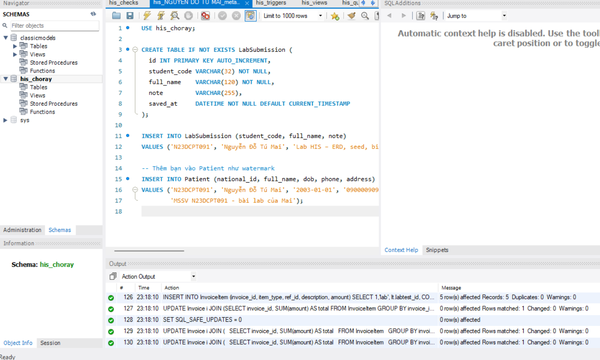 Navigator
his_checks
his_NGUYEN DO TU MAI_meta...
his_triggers
his_views
SQLAdditions
SCHEMAS
Limit to 1000 rows
Jump to
Filter objects
classicmodels
Tables
Views
Stored Procedures
Functions
his_choray
Tables
Views
Stored Procedures
Functions
sys
Administration Schemas
Information
Schema: his_choray
Object Info Session
Ready
1 USE his_choray;
2
3 CREATE TABLE IF NOT EXISTS LabSubmission (
4 id INT PRIMARY KEY AUTO_INCREMENT,
5 student_code VARCHAR(32) NOT NULL,
6 full_name VARCHAR(120) NOT NULL,
7 note VARCHAR(255),
8 saved_at DATETIME NOT NULL DEFAULT CURRENT_TIMESTAMP
9 );
10
11 INSERT INTO LabSubmission (student_code, full_name, note)
12 VALUES ('N23DCPT091', 'Nguyễn Đỗ Tú Mai', 'Lab HIS - ERD, seed, bi
13
14 -- Thêm bạn vào Patient như watermark
15 INSERT INTO Patient (national_id, full_name, dob, phone, address)
16 VALUES ('N23DCPT091', 'Nguyễn Đỗ Tú Mai', '2003-01-01', '090000909
17 'MSSV N23DCPT091 - bài lab của Mai');
18
Automatic context help is disabled. Use the tool
caret position or to toggle
Context Help Snippets
Output
Action Output
# Time Action Message
126 23:18:10 INSERT INTO InvoiceItem (invoice_id, item_type, ref_id, description, amount) SELECT 1,'lab', lt.labtest_id, CO... 5 row(s) affected Records: 5 Duplicates: 0 Warnings: 0
127 23:18:10 UPDATE Invoice i JOIN (SELECT invoice_id, SUM(amount) AS total FROM InvoiceItem GROUP BY invoice_i... 1 row(s) affected Rows matched: 1 Changed: 1 Warnings: 0
128 23:18:10 SET SQL_SAFE_UPDATES = 0 0 row(s) affected
129 23:18:10 UPDATE Invoice i JOIN ( SELECT invoice_id, SUM(amount) AS total FROM InvoiceItem GROUP BY invoi... 0 row(s) affected Rows matched: 1 Changed: 0 Warnings: 0
130 23:18:10 UPDATE Invoice i JOIN ( SELECT invoice_id, SUM(amount) AS total FROM InvoiceItem GROUP BY invoi... 0 row(s) affected Rows matched: 1 Changed: 0 Warnings: 0